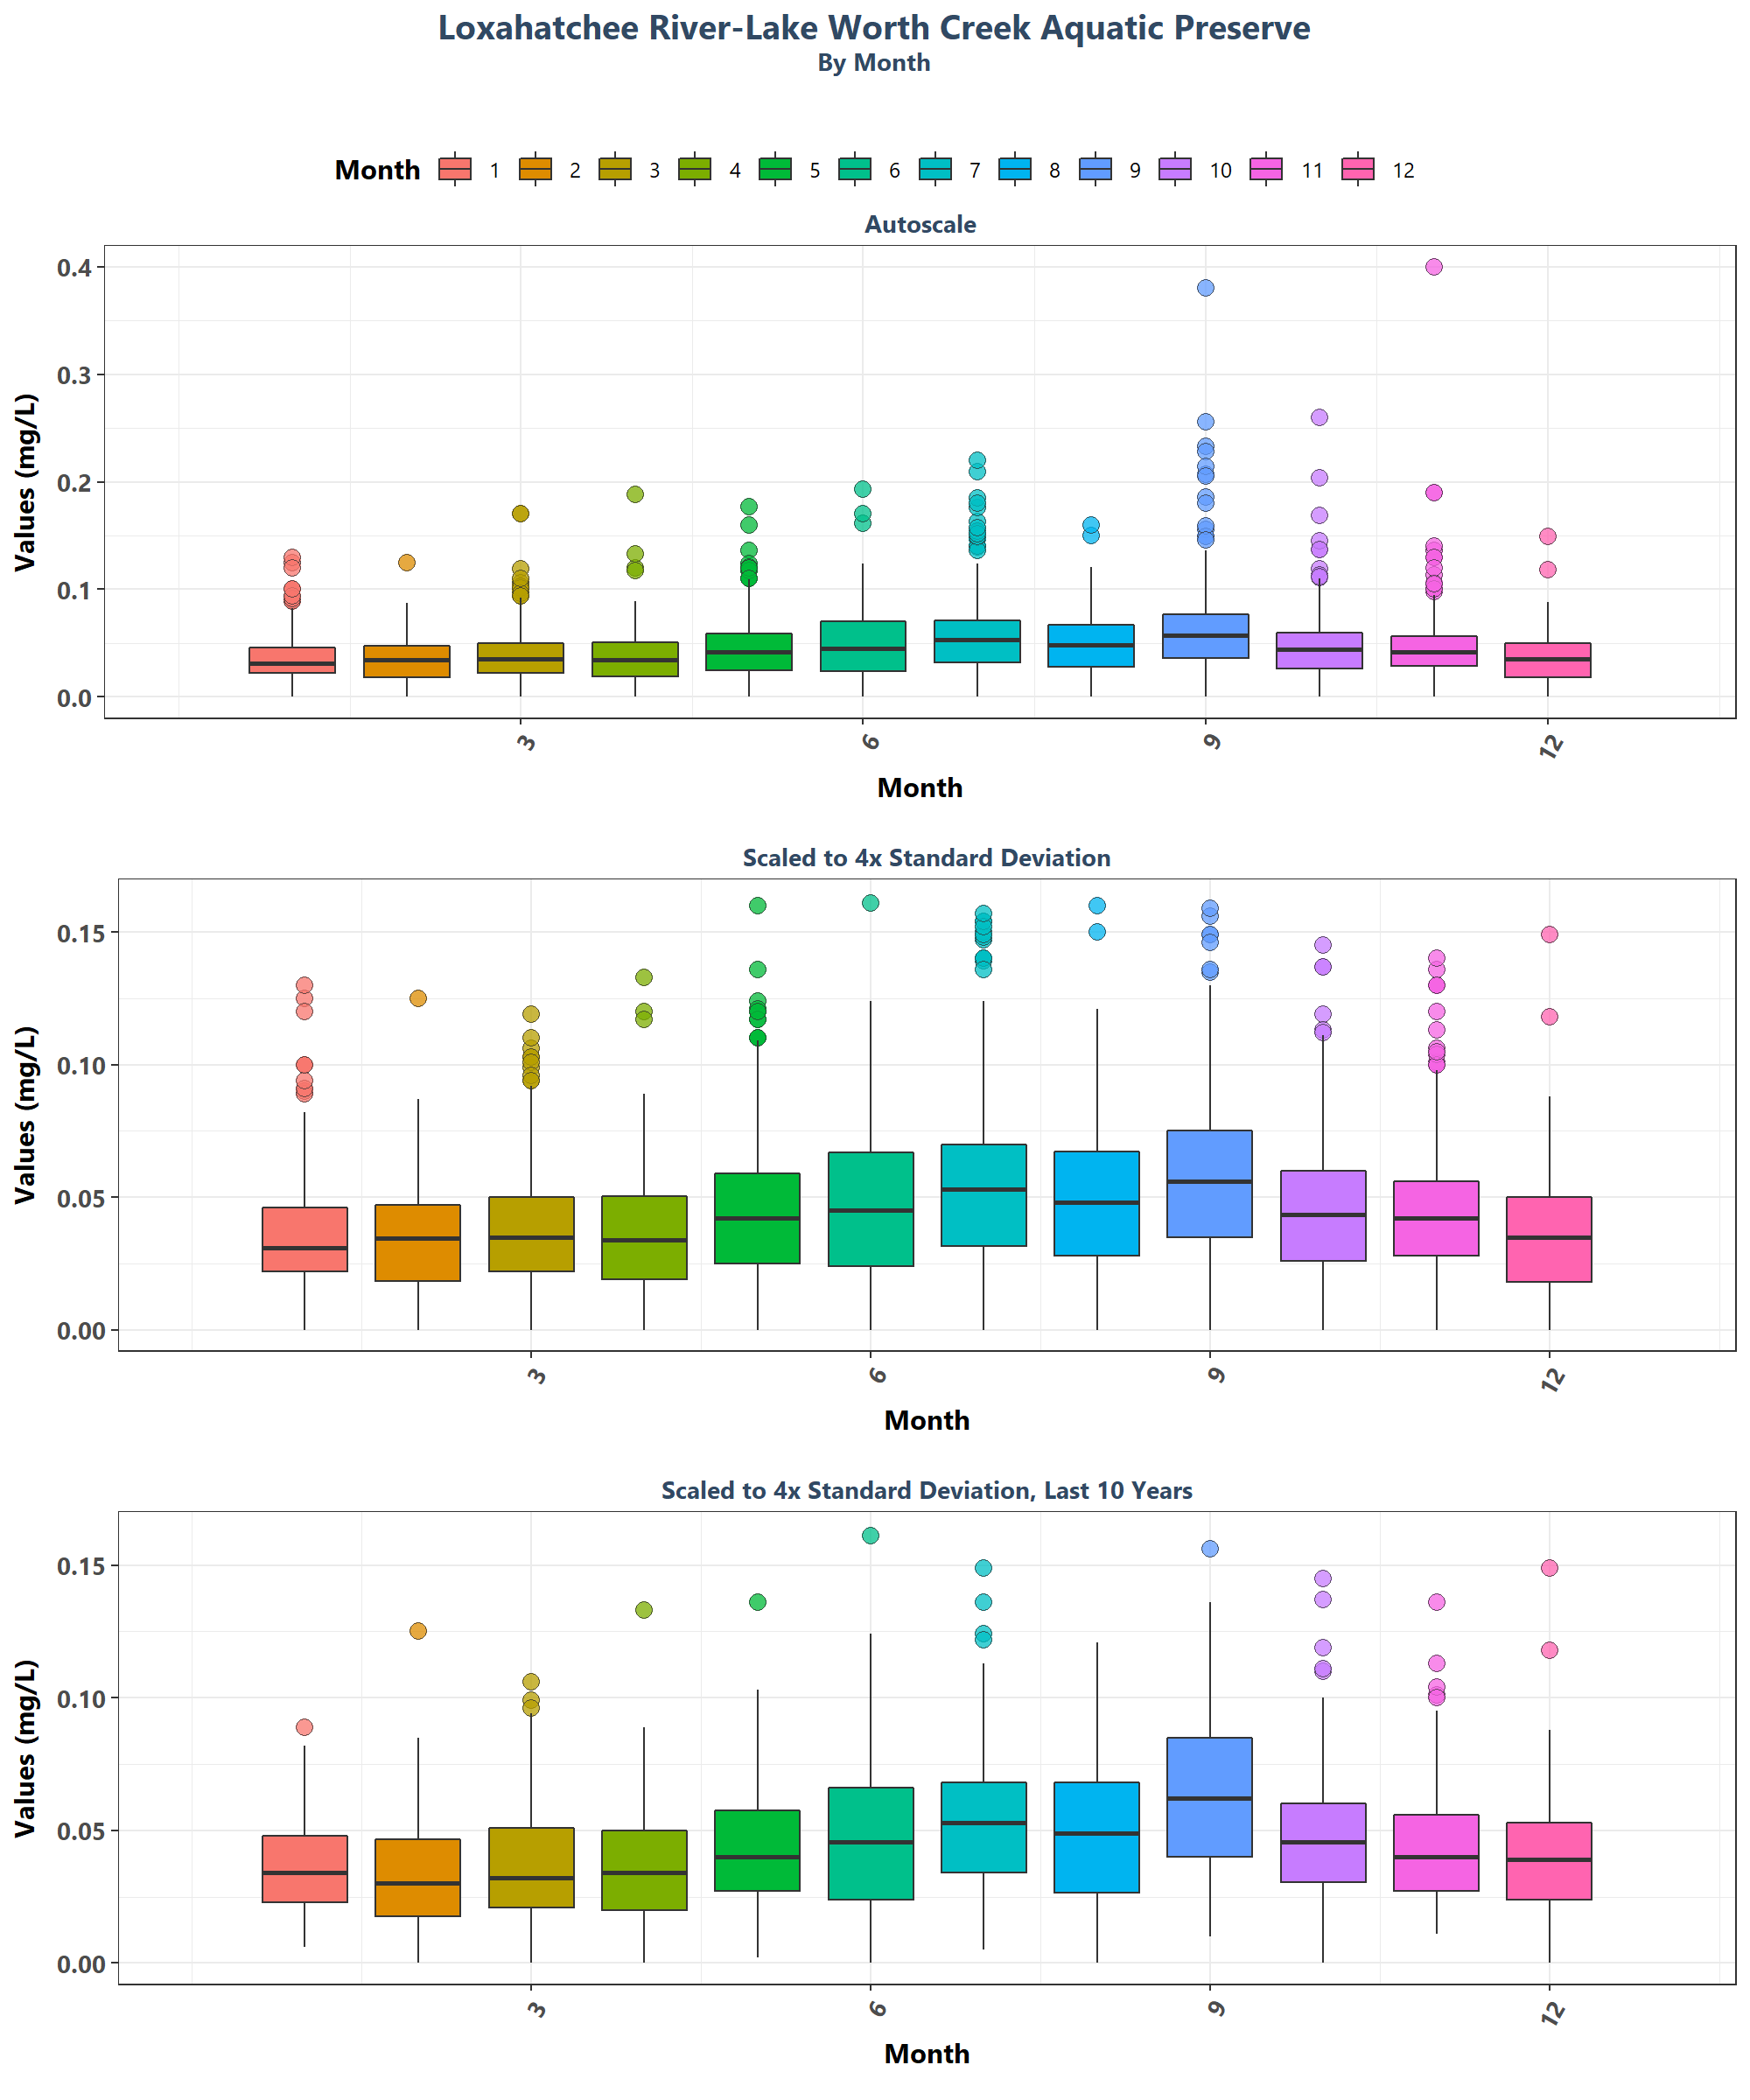 Loxahatchee River-Lake Worth Creek Aquatic Preserve
By Month
Month 1 2 3 4 5 6 7 8 9 10 11 12
Autoscale
Values (mg/L)
0.4
0.3
0.2
0.1
0.0
3 6 9 12
Month
Scaled to 4x Standard Deviation
Values (mg/L)
0.15
0.10
0.05
0.00
3 6 9 12
Month
Scaled to 4x Standard Deviation, Last 10 Years
Values (mg/L)
0.15
0.10
0.05
0.00
3 6 9 12
Month